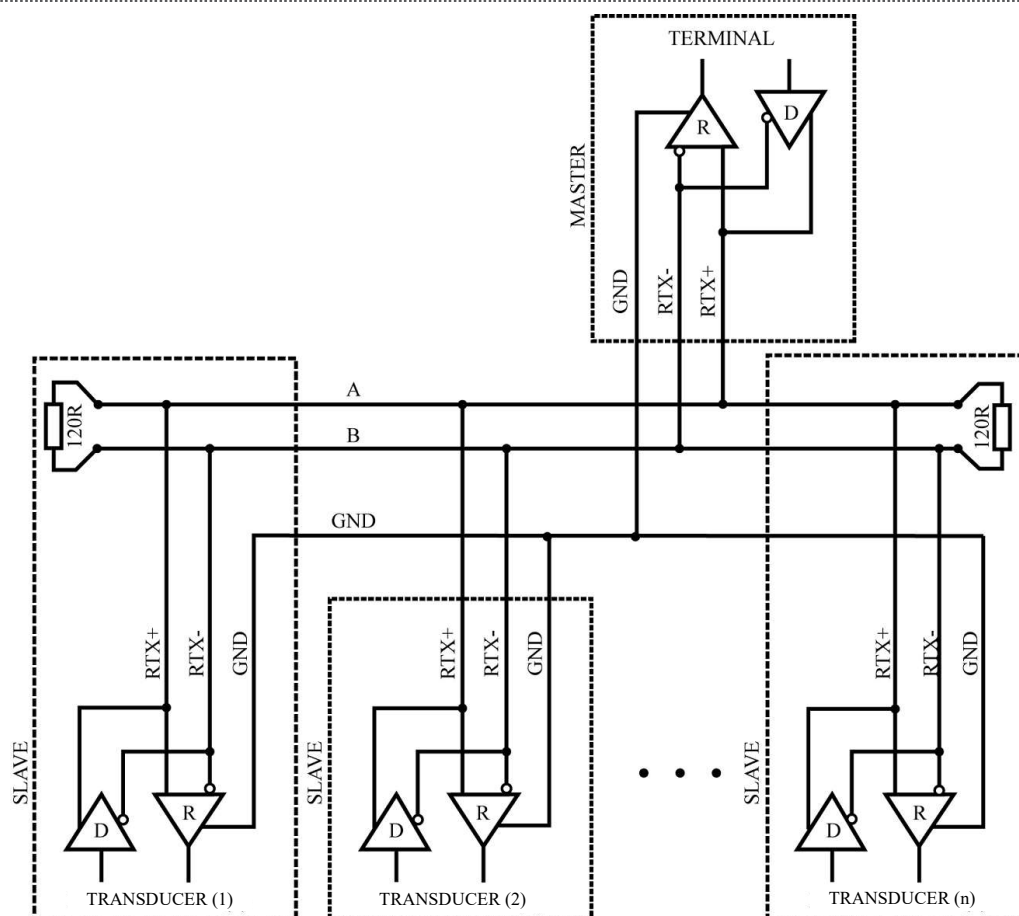 TERMINAL
R
D
MASTER
GND
RTX-
RTX+
A
B
120R
120R
GND
RTX+
RTX-
GND
RTX+
RTX-
GND
RTX+
RTX-
GND
SLAVE
SLAVE
SLAVE
D
R
D
R
D
R
TRANSDUCER (1)
TRANSDUCER (2)
TRANSDUCER (n)